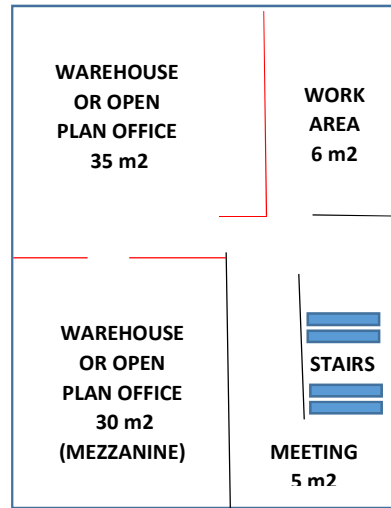 WAREHOUSE
OR OPEN
PLAN OFFICE
35 m2
WORK
AREA
6 m2
WAREHOUSE
OR OPEN
PLAN OFFICE
30 m2
(MEZZANINE)
STAIRS
MEETING
5 m2